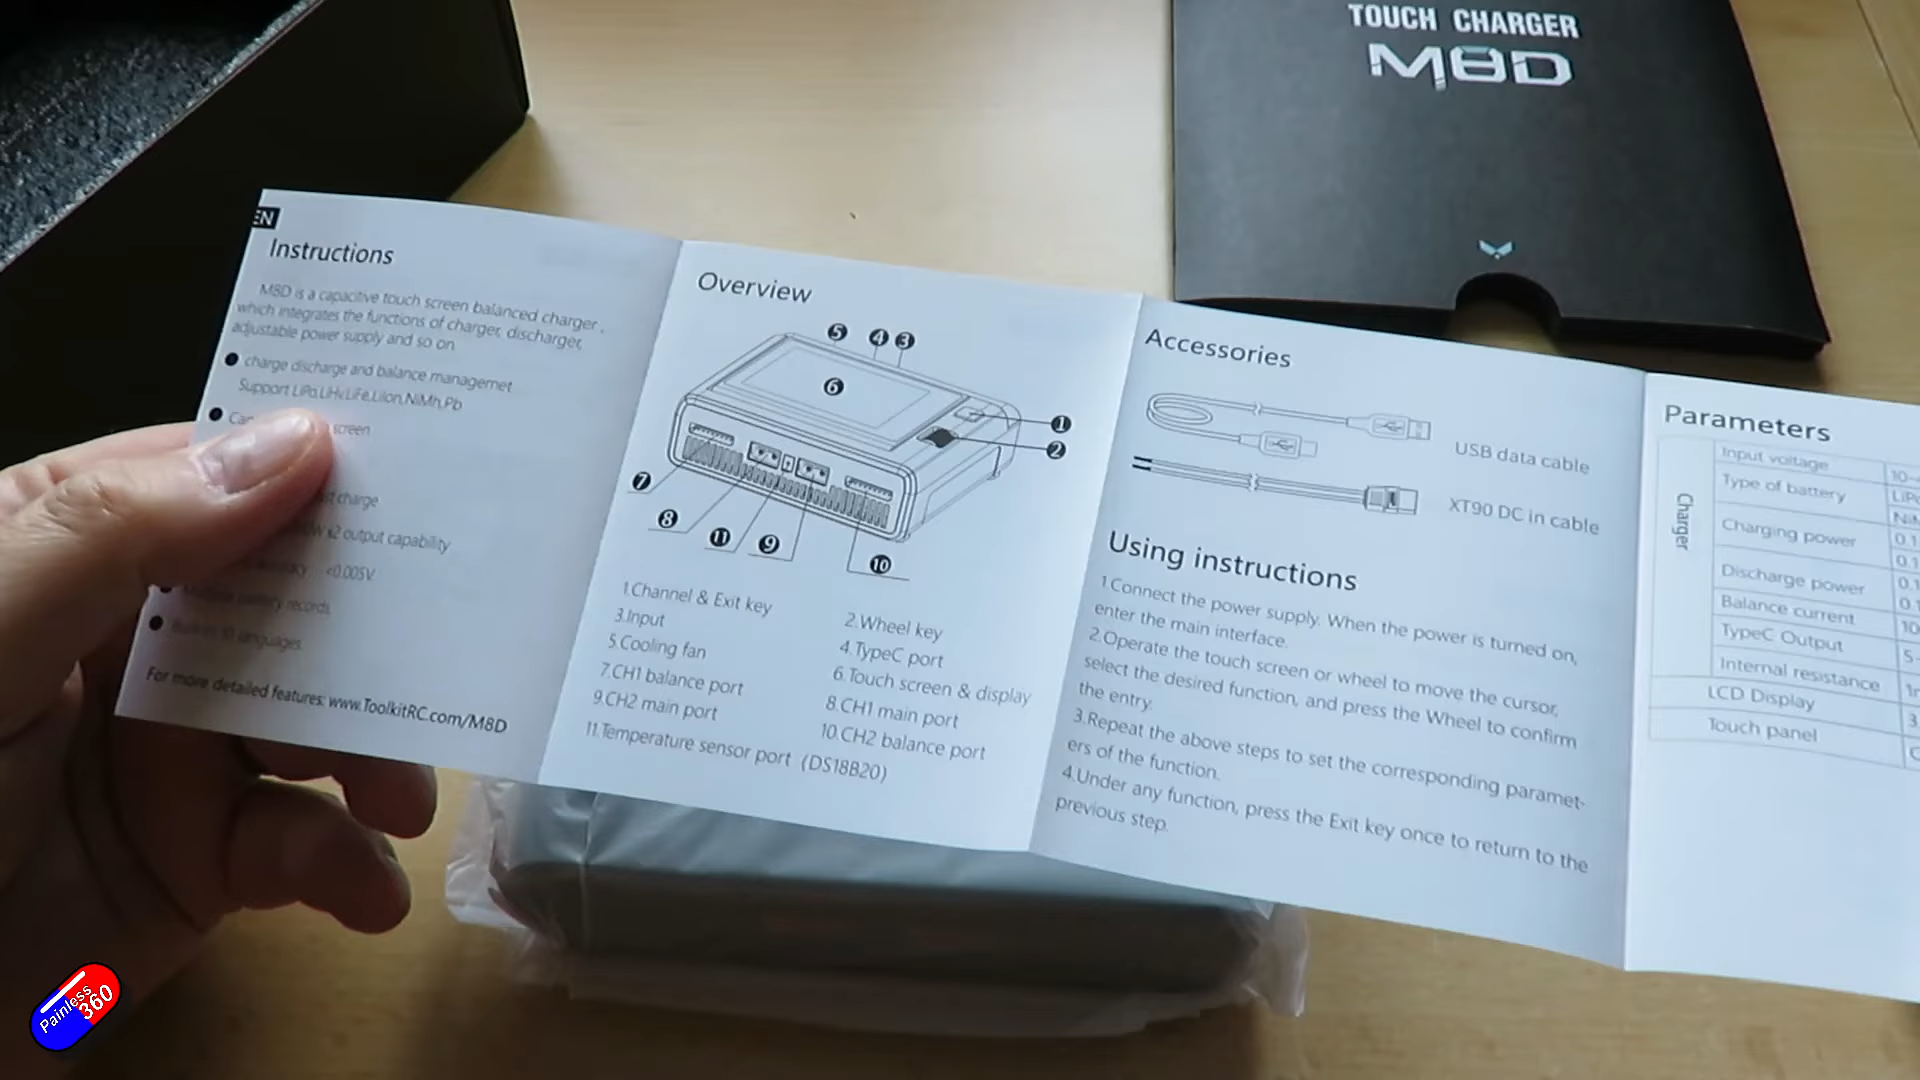 TOUCH CHARGER
M8D
EN
Instructions
M8D is a capacitive touch screen balanced charger ,
which integrates the functions of charger, discharger,
adjustable power supply and so on.
charge discharge and balance managemet
Support LiPo,LiHv,LiFe,LiIon,NiMh,Pb
screen
charge
x2 output capability
<0.005V.
records.
languages.
For more detailed features: www.ToolkitRC.com/M8D
Overview
5 4 3
6
1
2
7
8
11
9
10
1.Channel & Exit key
2.Wheel key
3.Input
4.TypeC port
5.Cooling fan
6.Touch screen & display
7.CH1 balance port
8.CH1 main port
9.CH2 main port
10.CH2 balance port
11.Temperature sensor port (DS18B20)
Accessories
USB data cable
XT90 DC in cable
Using instructions
1.Connect the power supply. When the power is turned on,
enter the main interface.
2.Operate the touch screen or wheel to move the cursor,
select the desired function, and press the Wheel to confirm
the entry.
3.Repeat the above steps to set the corresponding paramet-
ers of the function.
4.Under any function, press the Exit key once to return to the
previous step.
Parameters
Charger
Input voltage
Type of battery
Charging power
Discharge power
Balance current
TypeC Output
Internal resistance
LCD Display
Touch panel
Painless
360